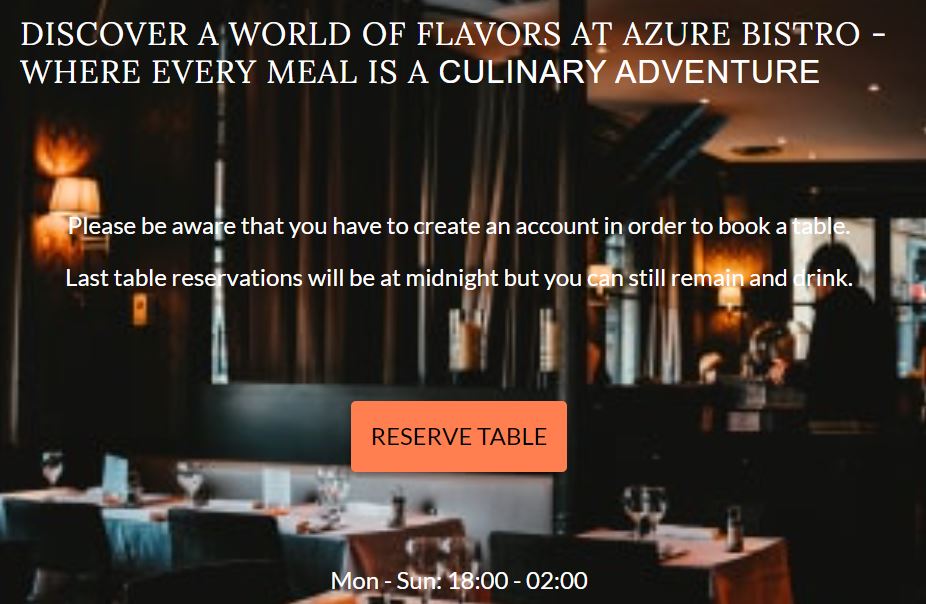 DISCOVER A WORLD OF FLAVORS AT AZURE BISTRO -
WHERE EVERY MEAL IS A CULINARY ADVENTURE
Please be aware that you have to create an account in order to book a table.
Last table reservations will be at midnight but you can still remain and drink.
RESERVE TABLE
Mon - Sun: 18:00 - 02:00